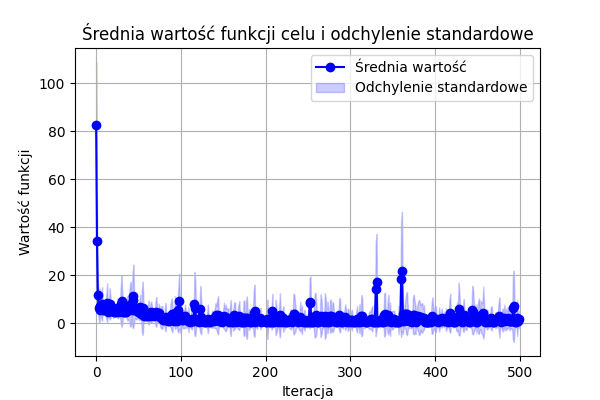 Średnia wartość funkcji celu i odchylenie standardowe
Średnia wartość
Odchylenie standardowe
Wartość funkcji
100
80
60
40
20
0
0 100 200 300 400 500
Iteracja